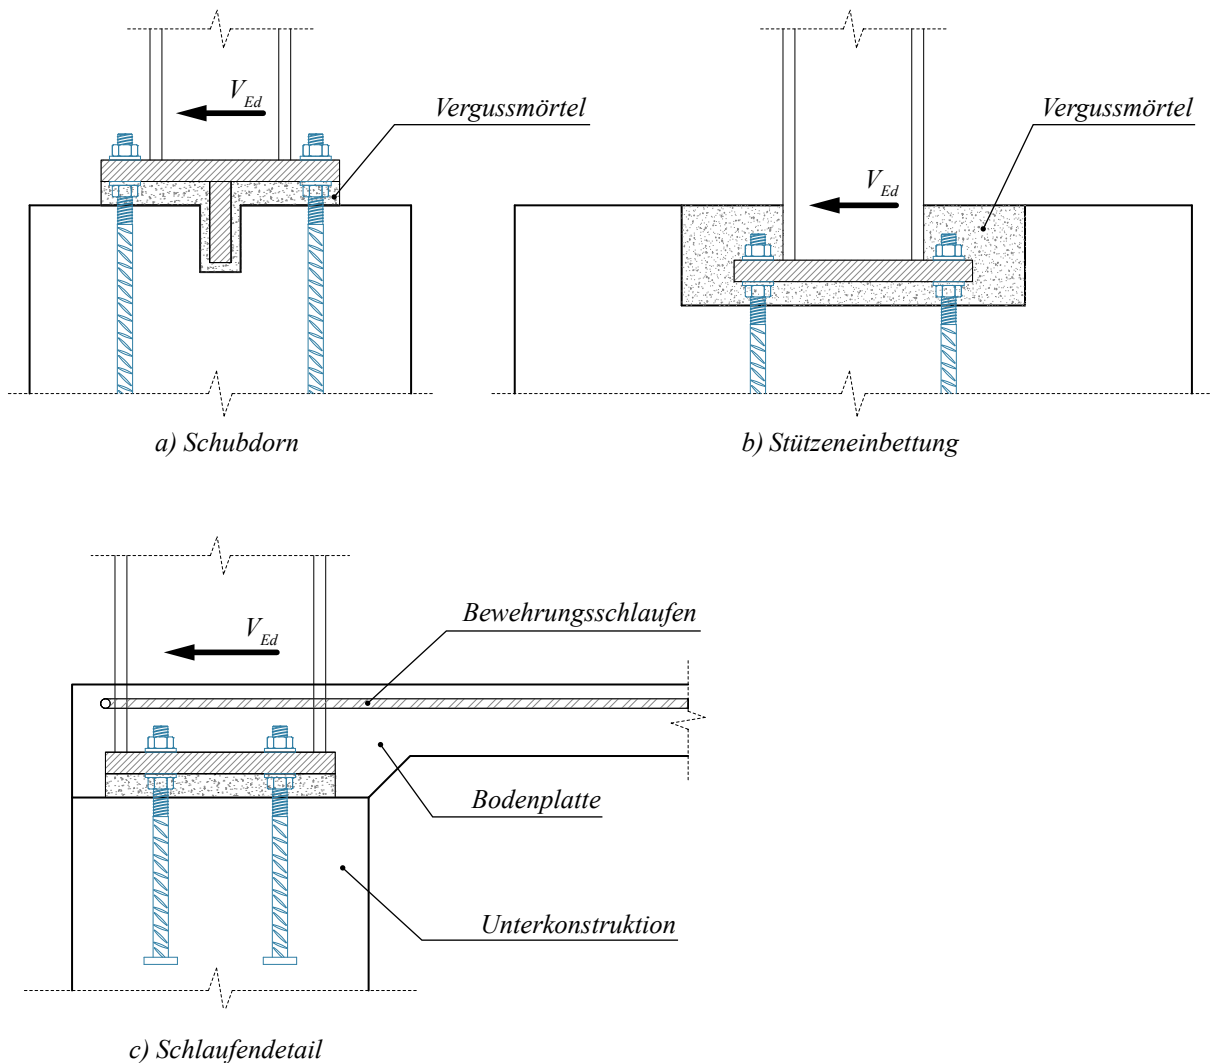 V_Ed
Vergussmörtel
a) Schubdorn
V_Ed
Vergussmörtel
b) Stützeneinbettung
V_Ed
Bewehrungsschlaufen
Bodenplatte
Unterkonstruktion
c) Schlaufendetail